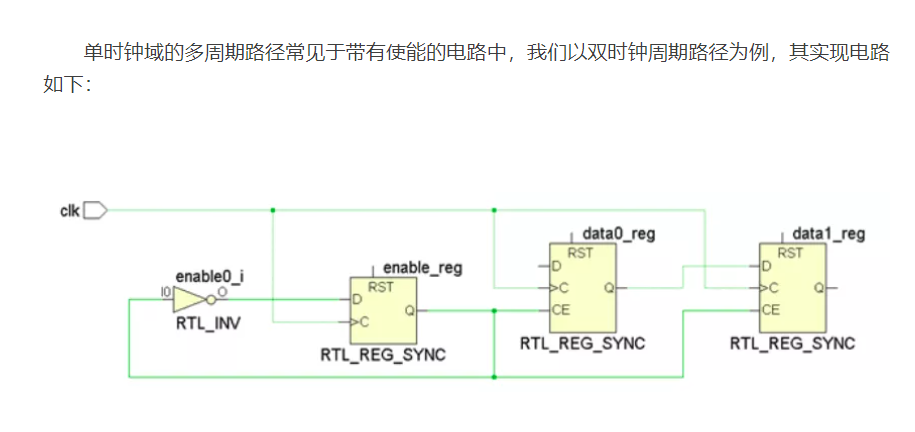 单时钟域的多周期路径常见于带有使能的电路中，我们以双时钟周期路径为例，其实现电路
如下：
clk
data0_reg
data1_reg
RST
RST
enable0_i
enable_reg
D
D
I0
O
RST
C
Q
C
Q
D
Q
CE
CE
RTL_INV
C
RTL_REG_SYNC
RTL_REG_SYNC
RTL_REG_SYNC